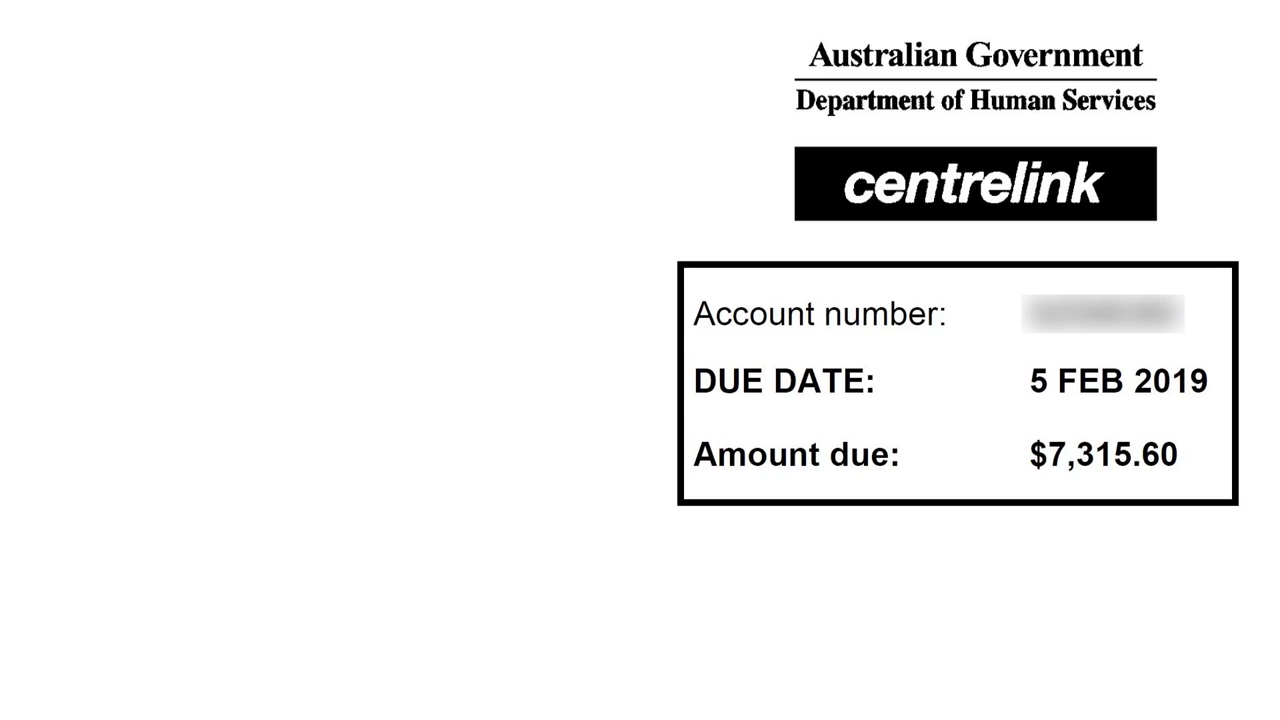 Australian Government
Department of Human Services
centrelink
Account number:
DUE DATE: 5 FEB 2019
Amount due: $7,315.60